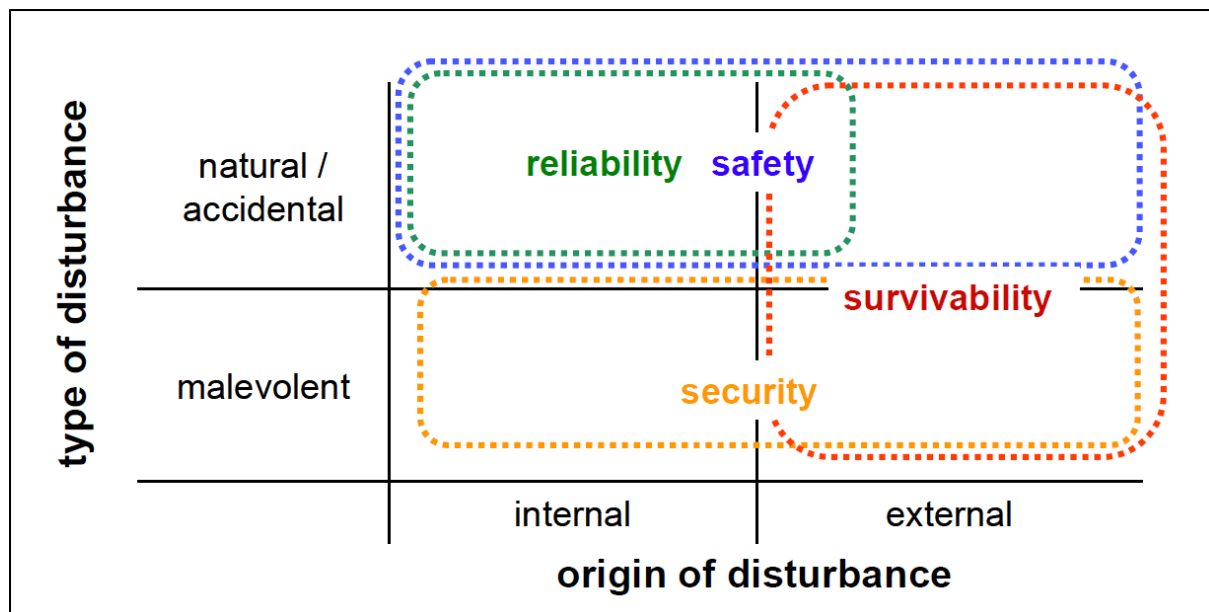 type of disturbance
natural /
accidental
reliability
safety
survivability
malevolent
security
internal
external
origin of disturbance